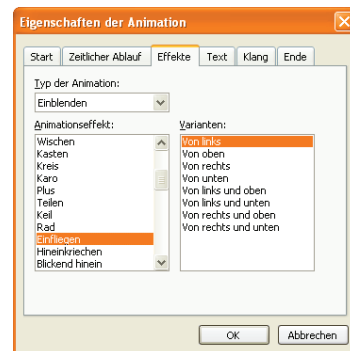 Eigenschaften der Animation
Start Zeitlicher Ablauf Effekte Text Klang Ende
Typ der Animation:
Einblenden
Animationseffekt:
Wischen
Kasten
Kreis
Karo
Plus
Teilen
Keil
Rad
Einfliegen
Hineinkriechen
Blickend hinein
Varianten:
Von links
Von oben
Von rechts
Von unten
Von links und oben
Von links und unten
Von rechts und oben
Von rechts und unten
OK Abbrechen